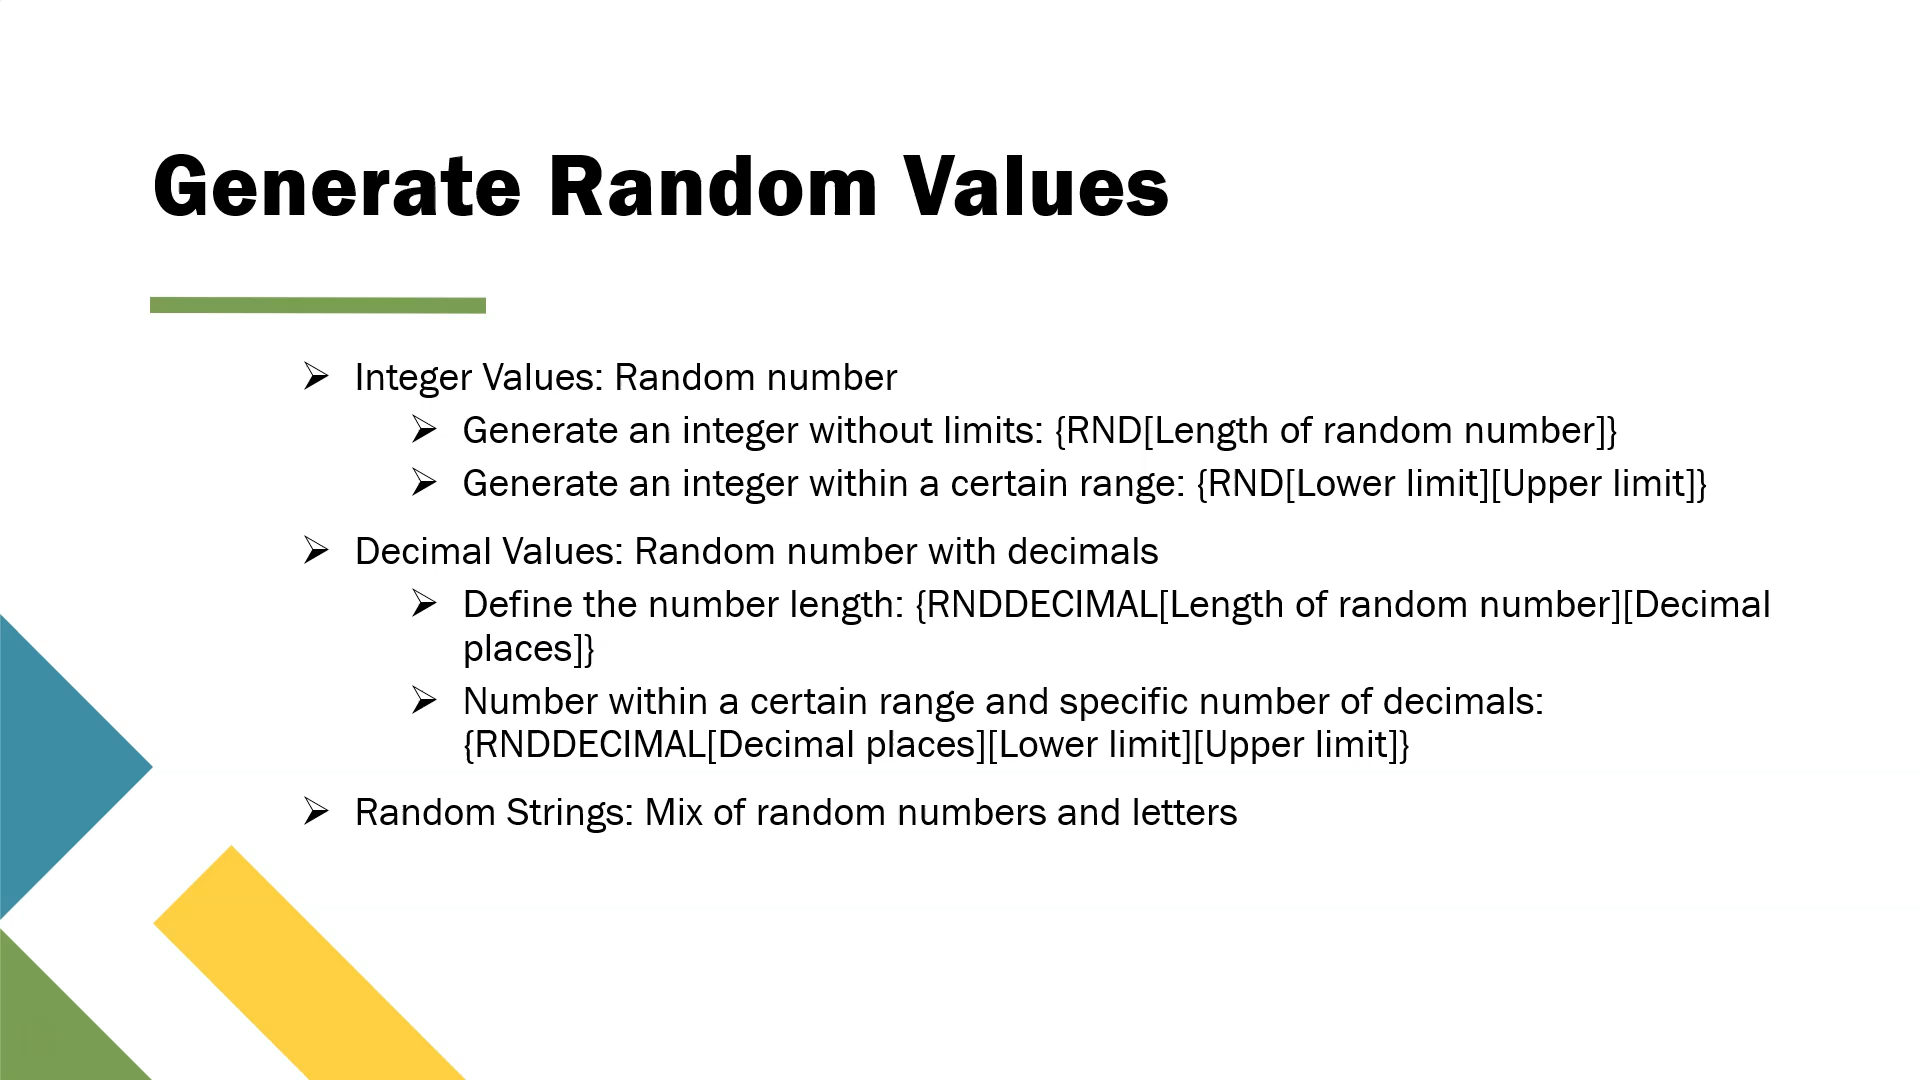 Generate Random Values
Integer Values: Random number
Generate an integer without limits: {RND[Length of random number]}
Generate an integer within a certain range: {RND[Lower limit][Upper limit]}
Decimal Values: Random number with decimals
Define the number length: {RNDDECIMAL[Length of random number][Decimal
places]}
Number within a certain range and specific number of decimals:
{RNDDECIMAL[Decimal places][Lower limit][Upper limit]}
Random Strings: Mix of random numbers and letters